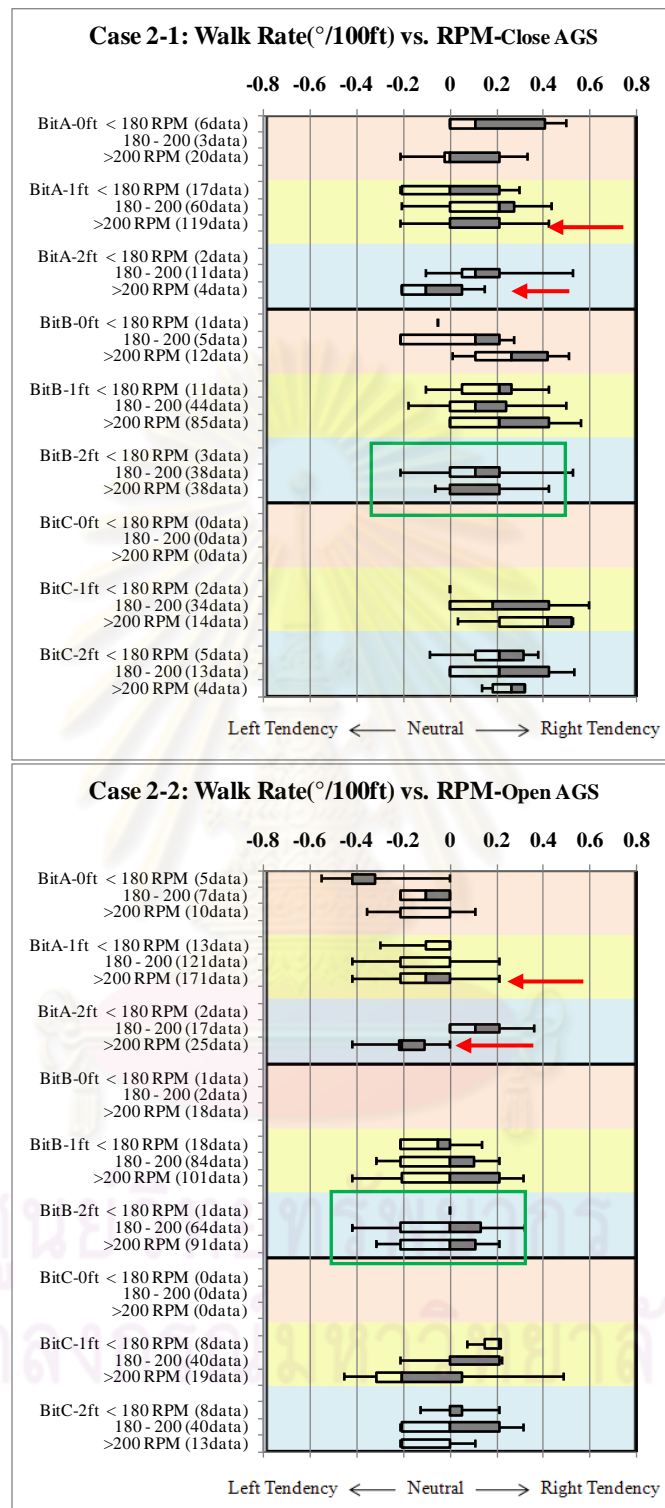 Case 2-1: Walk Rate(°/100ft) vs. RPM-Close AGS
-0.8 -0.6 -0.4 -0.2 0 0.2 0.4 0.6 0.8
BitA-0ft < 180 RPM (6data)
180 - 200 (3data)
>200 RPM (20data)
BitA-1ft < 180 RPM (17data)
180 - 200 (60data)
>200 RPM (119data)
BitA-2ft < 180 RPM (2data)
180 - 200 (11data)
>200 RPM (4data)
BitB-0ft < 180 RPM (1data)
180 - 200 (5data)
>200 RPM (12data)
BitB-1ft < 180 RPM (11data)
180 - 200 (44data)
>200 RPM (85data)
BitB-2ft < 180 RPM (3data)
180 - 200 (38data)
>200 RPM (38data)
BitC-0ft < 180 RPM (0data)
180 - 200 (0data)
>200 RPM (0data)
BitC-1ft < 180 RPM (2data)
180 - 200 (34data)
>200 RPM (14data)
BitC-2ft < 180 RPM (5data)
180 - 200 (13data)
>200 RPM (4data)
Left Tendency ← Neutral → Right Tendency
Case 2-2: Walk Rate(°/100ft) vs. RPM-Open AGS
-0.8 -0.6 -0.4 -0.2 0 0.2 0.4 0.6 0.8
BitA-0ft < 180 RPM (5data)
180 - 200 (7data)
>200 RPM (10data)
BitA-1ft < 180 RPM (13data)
180 - 200 (121data)
>200 RPM (171data)
BitA-2ft < 180 RPM (2data)
180 - 200 (17data)
>200 RPM (25data)
BitB-0ft < 180 RPM (1data)
180 - 200 (2data)
>200 RPM (18data)
BitB-1ft < 180 RPM (18data)
180 - 200 (84data)
>200 RPM (101data)
BitB-2ft < 180 RPM (1data)
180 - 200 (64data)
>200 RPM (91data)
BitC-0ft < 180 RPM (0data)
180 - 200 (0data)
>200 RPM (0data)
BitC-1ft < 180 RPM (8data)
180 - 200 (40data)
>200 RPM (19data)
BitC-2ft < 180 RPM (8data)
180 - 200 (40data)
>200 RPM (13data)
Left Tendency ← Neutral → Right Tendency